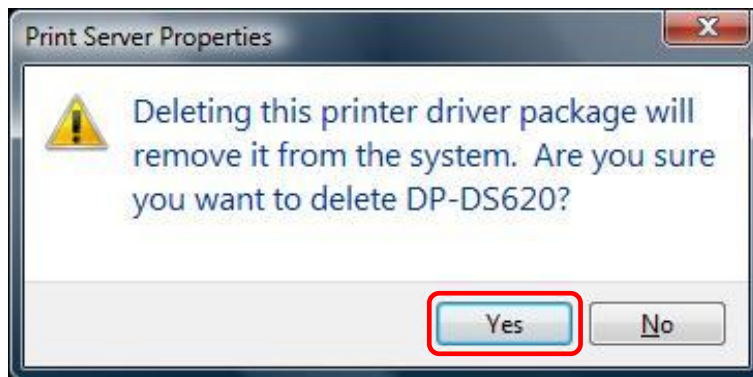 Print Server Properties
Deleting this printer driver package will
remove it from the system.  Are you sure
you want to delete DP-DS620?
Yes
No